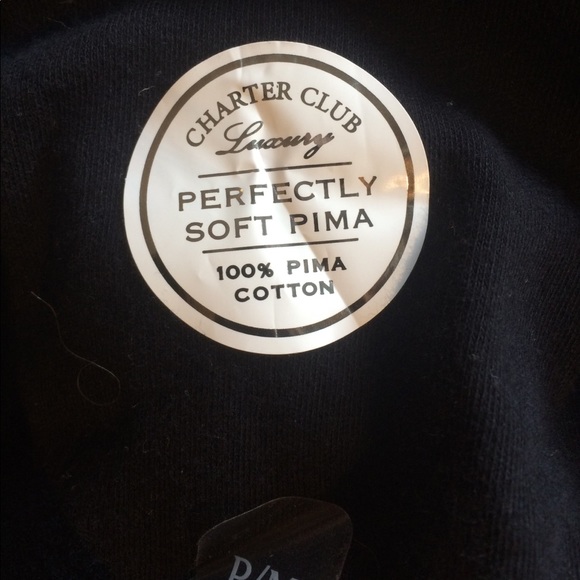 CHARTER CLUB
Luxury
PERFECTLY
SOFT PIMA
100% PIMA
COTTON